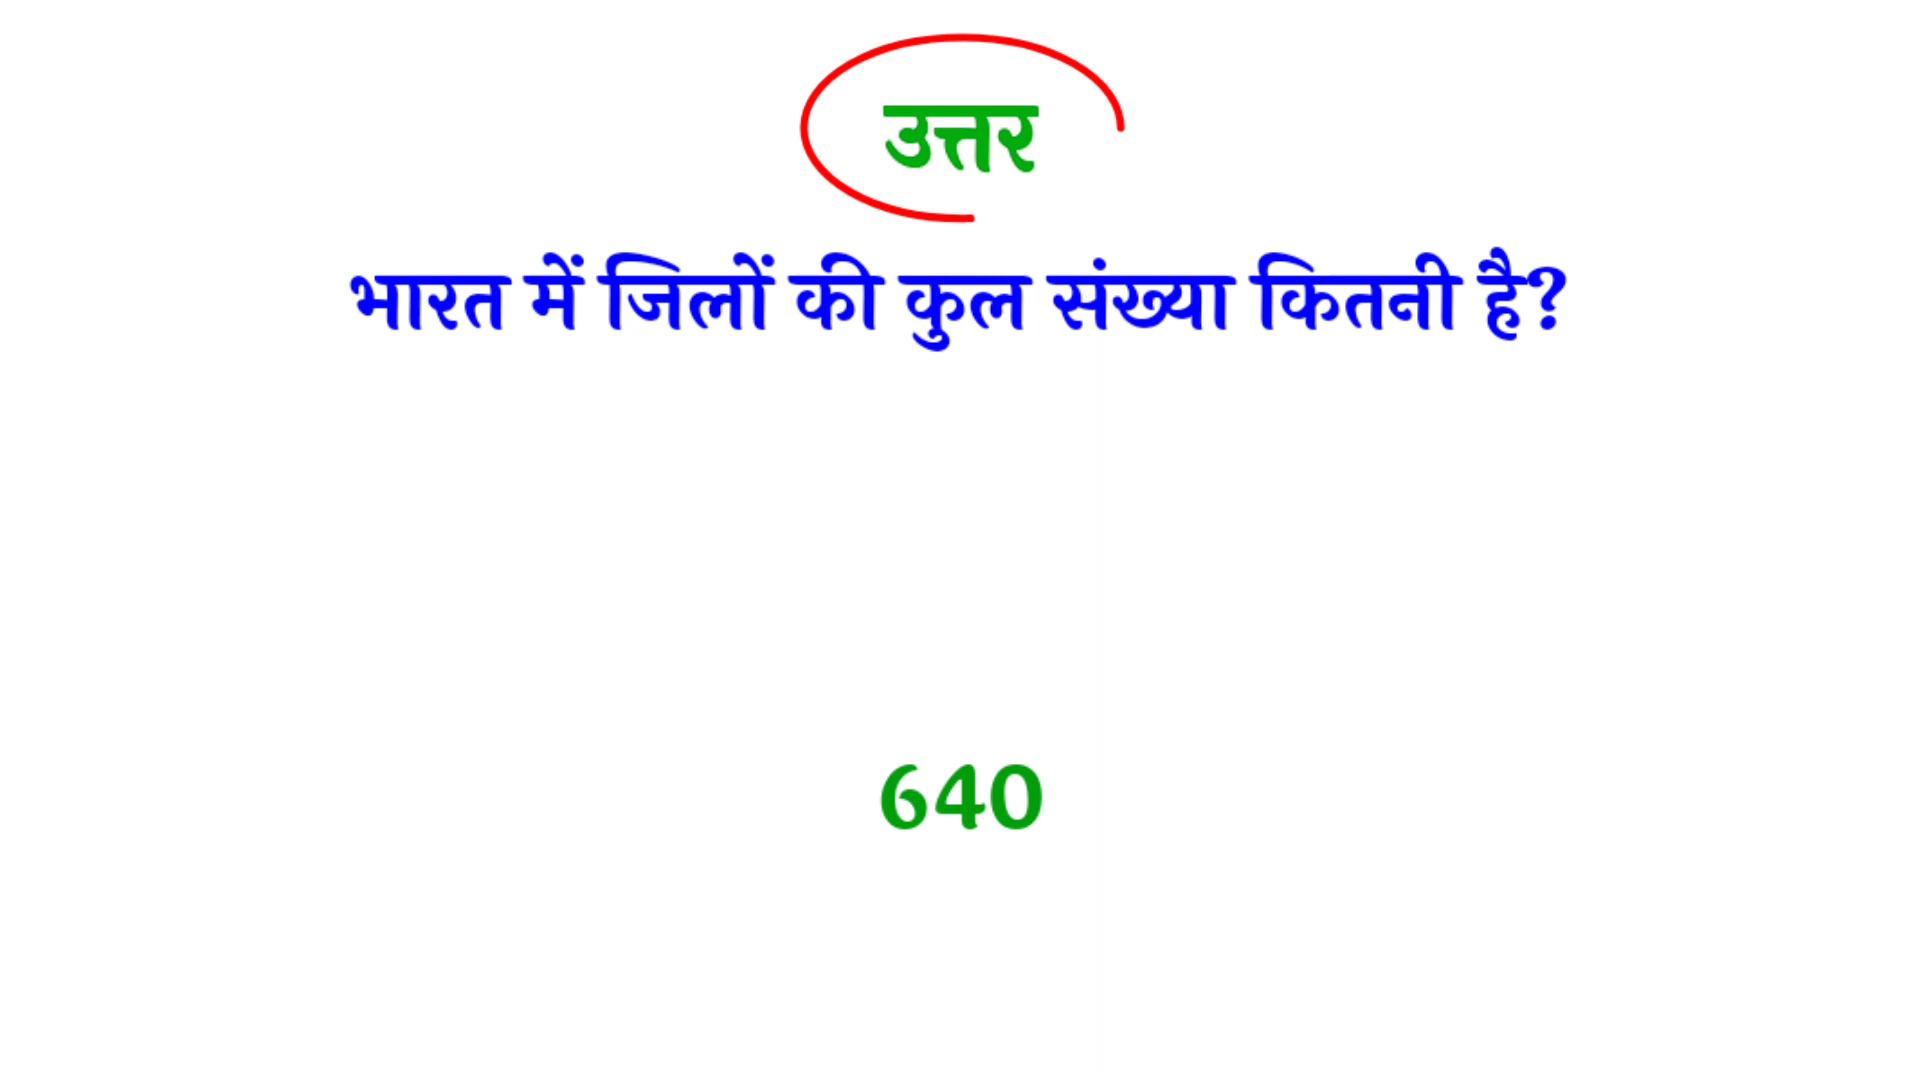 उत्तर
भारत में जिलों की कुल संख्या कितनी है?
640